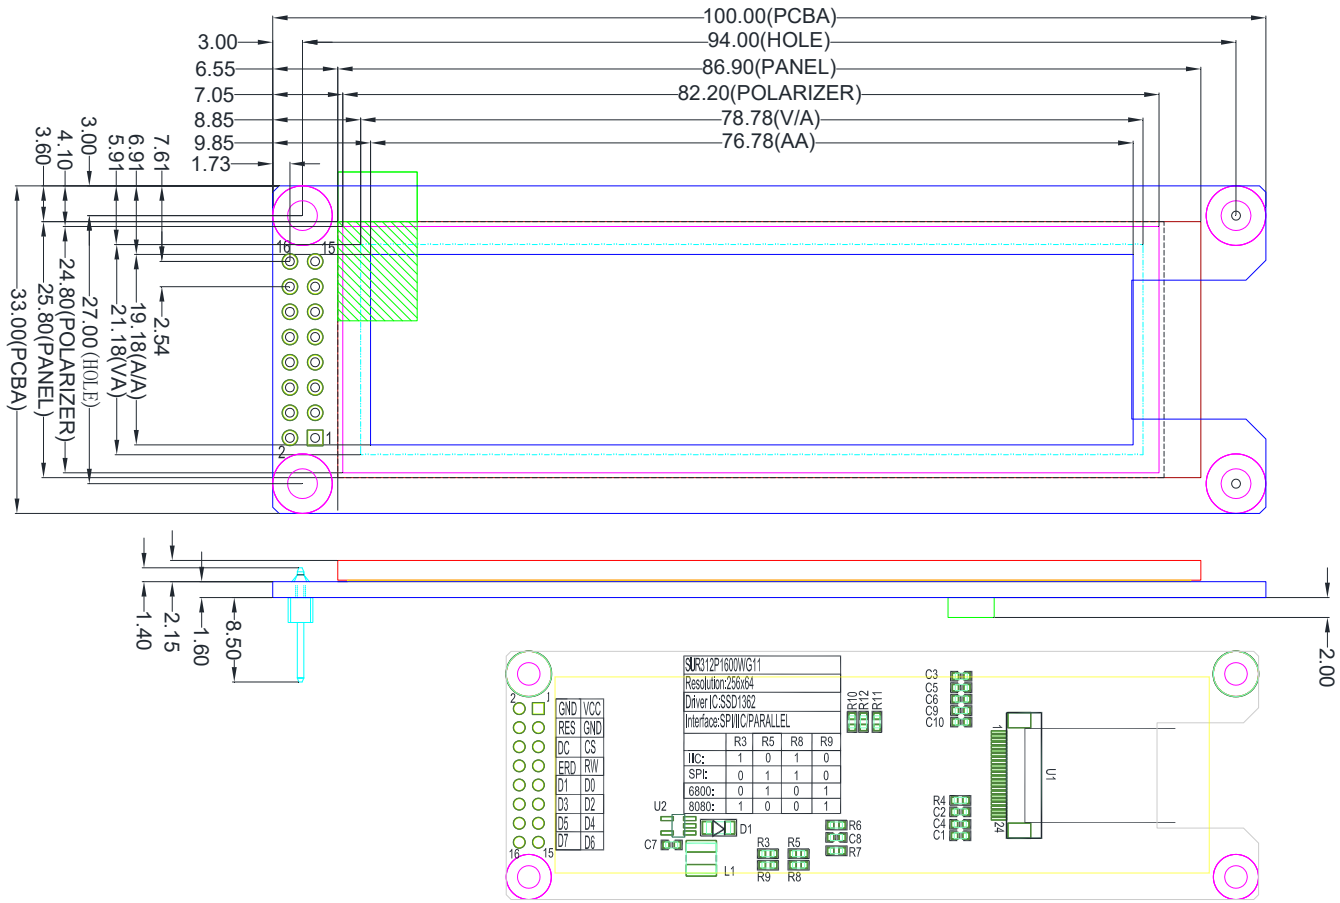 100.00(PCBA)
94.00(HOLE)
86.90(PANEL)
82.20(POLARIZER)
78.78(V/A)
76.78(AA)
3.00
6.55
7.05
8.85
9.85
1.73
3.60
4.10
3.00
5.91
6.91
7.61
33.00(PCBA)
25.80(PANEL)
24.80(POLARIZER)
27.00(HOLE)
21.18(VA)
19.18(A/A)
2.54
16
15
2
1
1.40
2.15
1.60
8.50
2.00
SUR312P1600WG11
Resolution:256x64
Driver IC:SSD1362
Interface:SPI/IIC/PARALLEL
R3 R5 R8 R9
IIC: 1 0 1 0
SPI: 0 1 1 0
6800: 0 1 0 1
8080: 1 0 0 1
2 1
GND VCC
RES GND
DC CS
ERD RW
D1 D0
D3 D2
D5 D4
D7 D6
16 15
U2
D1
C7
L1
R3
R5
R9
R8
R6
C8
R7
R10
R12
R11
C3
C5
C6
C9
C10
R4
C2
C4
C1
1
24
U1